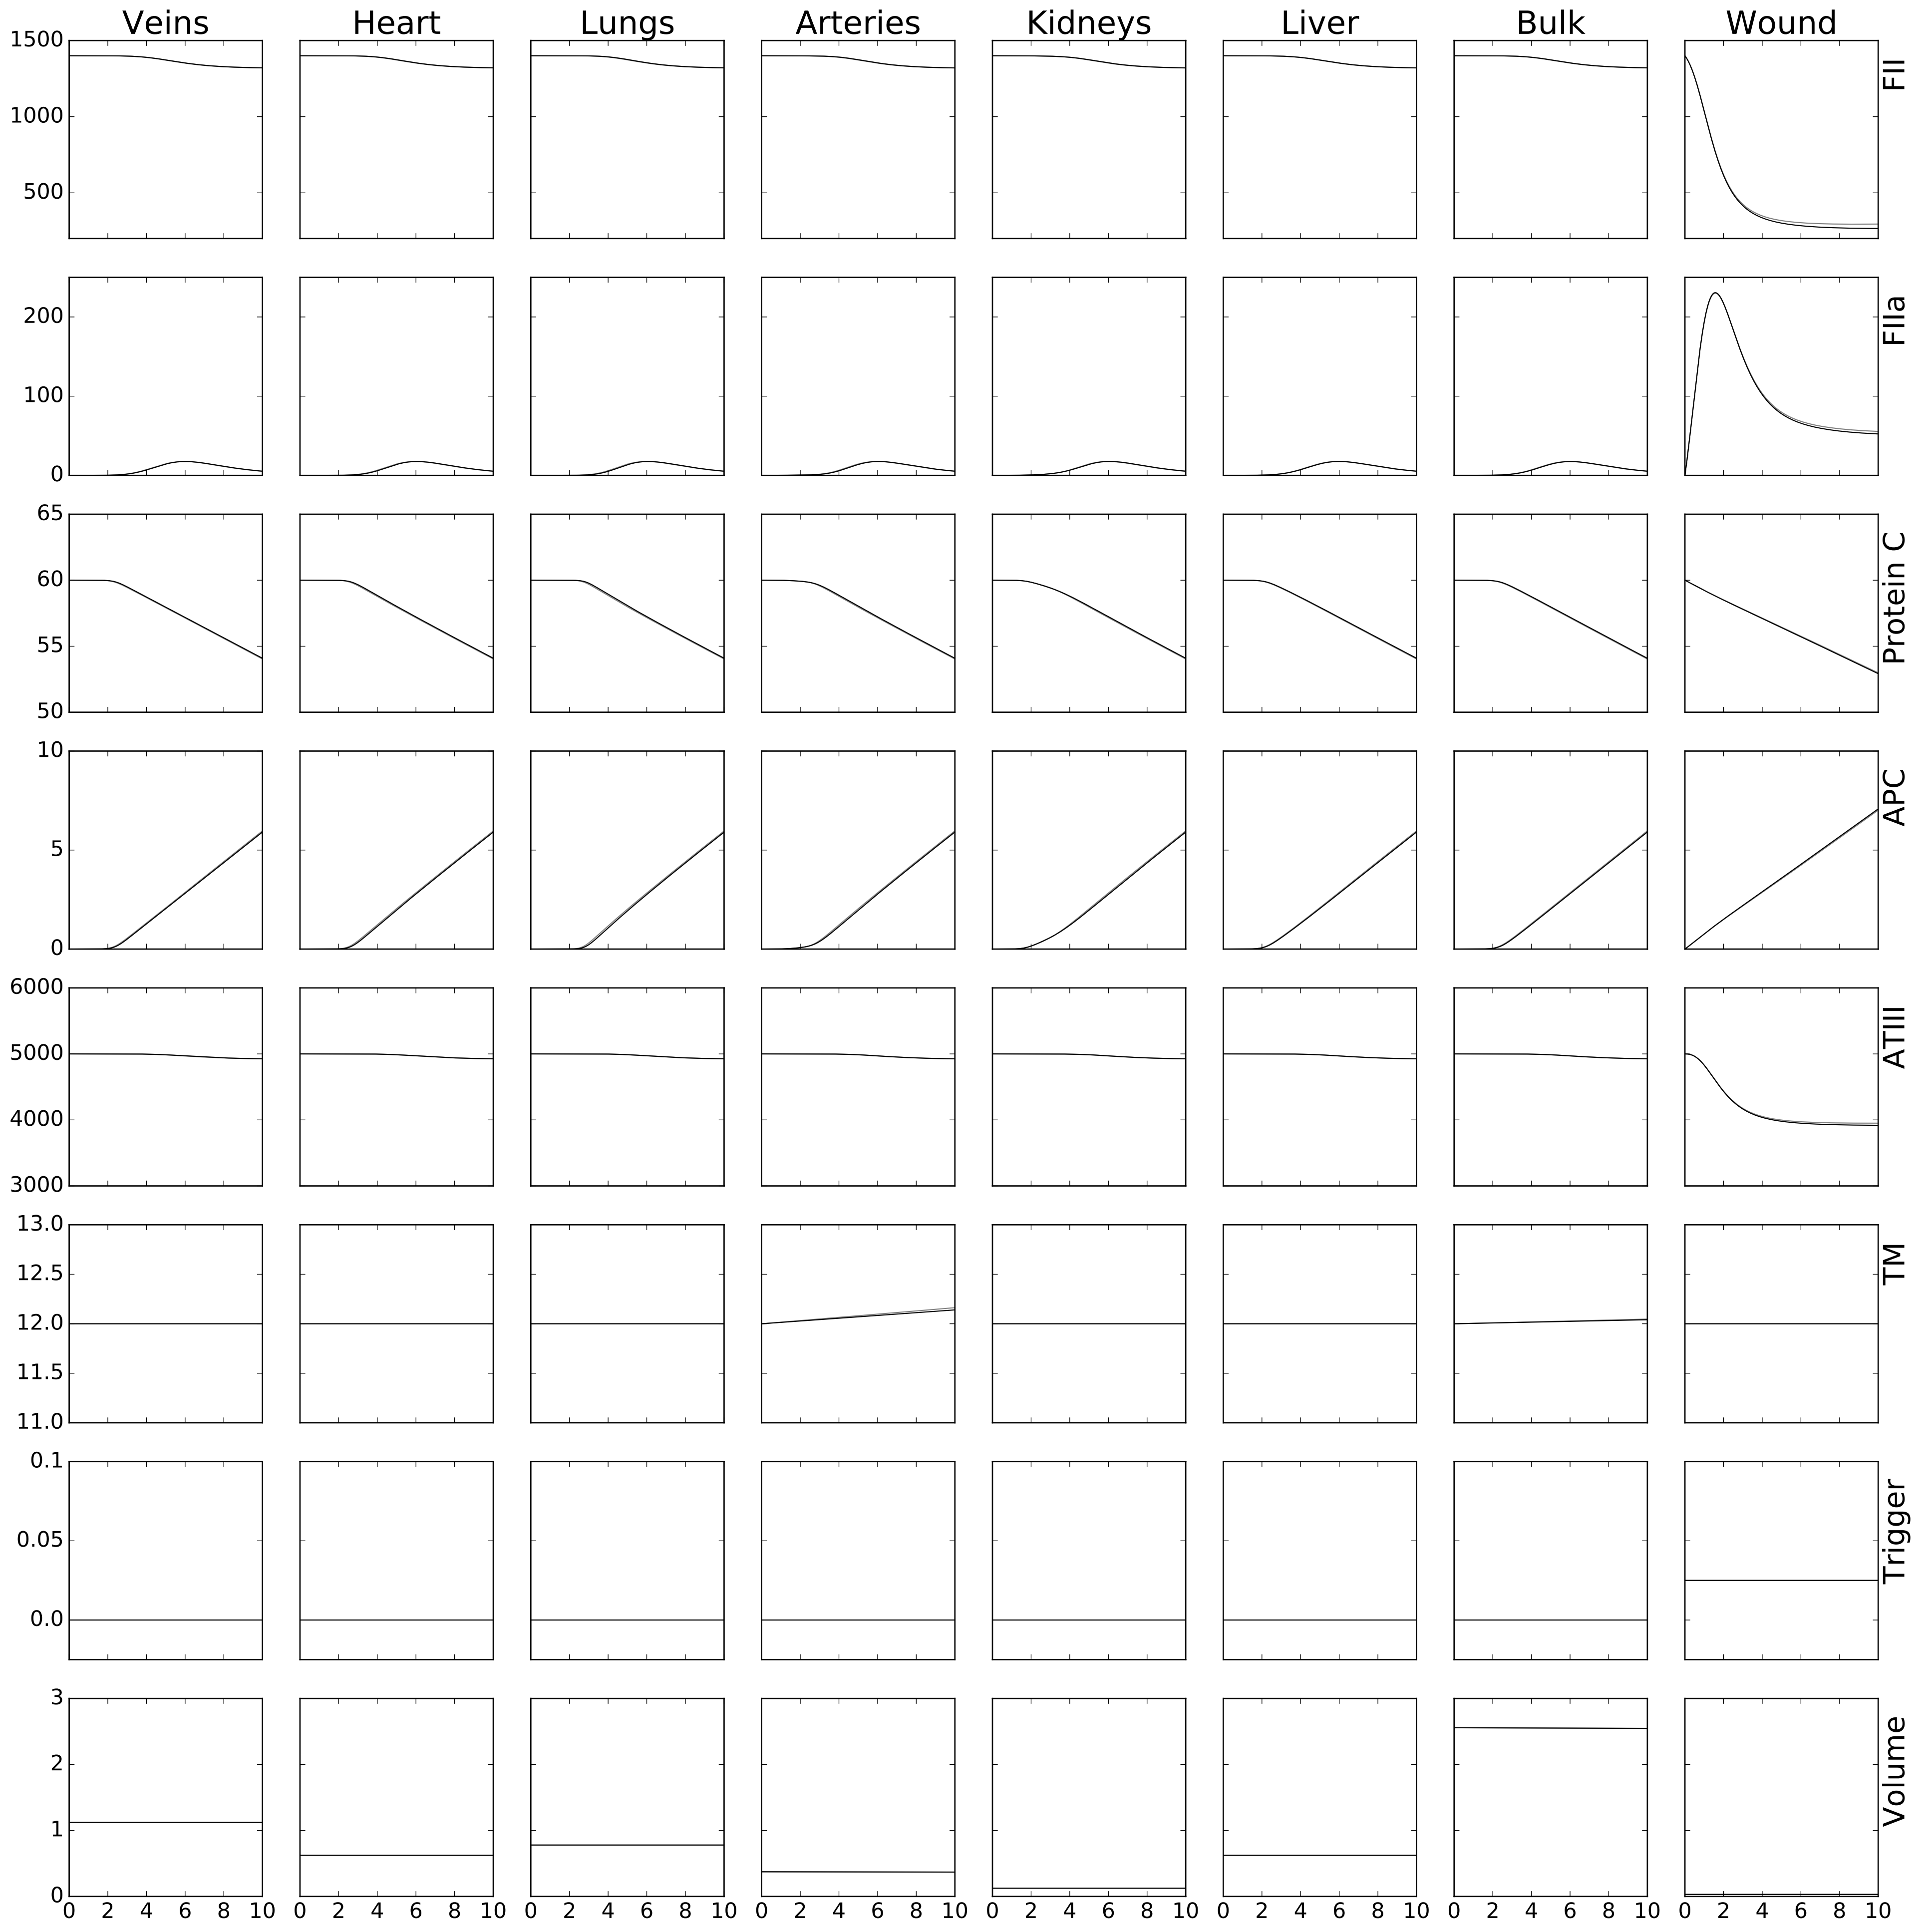 Veins Heart Lungs Arteries Kidneys Liver Bulk Wound
1500
1000
500
FII
200
100
0
FIIa
65
60
55
50
Protein C
10
5
0
APC
6000
5000
4000
3000
ATIII
13.0
12.5
12.0
11.5
11.0
TM
0.1
0.05
0.0
Trigger
3
2
1
0
Volume
0 2 4 6 8 10 0 2 4 6 8 10 0 2 4 6 8 10 0 2 4 6 8 10 0 2 4 6 8 10 0 2 4 6 8 10 0 2 4 6 8 10 0 2 4 6 8 10